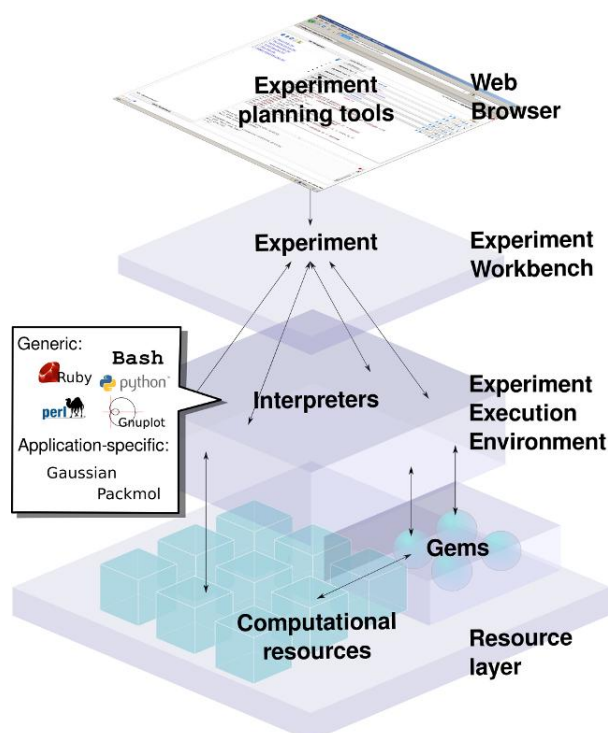 Experiment
planning tools
Web
Browser
Experiment
Experiment
Workbench
Generic:
Ruby
Bash
python
perl
Gnuplot
Application-specific:
Gaussian
Packmol
Interpreters
Experiment
Execution
Environment
Gems
Computational
resources
Resource
layer